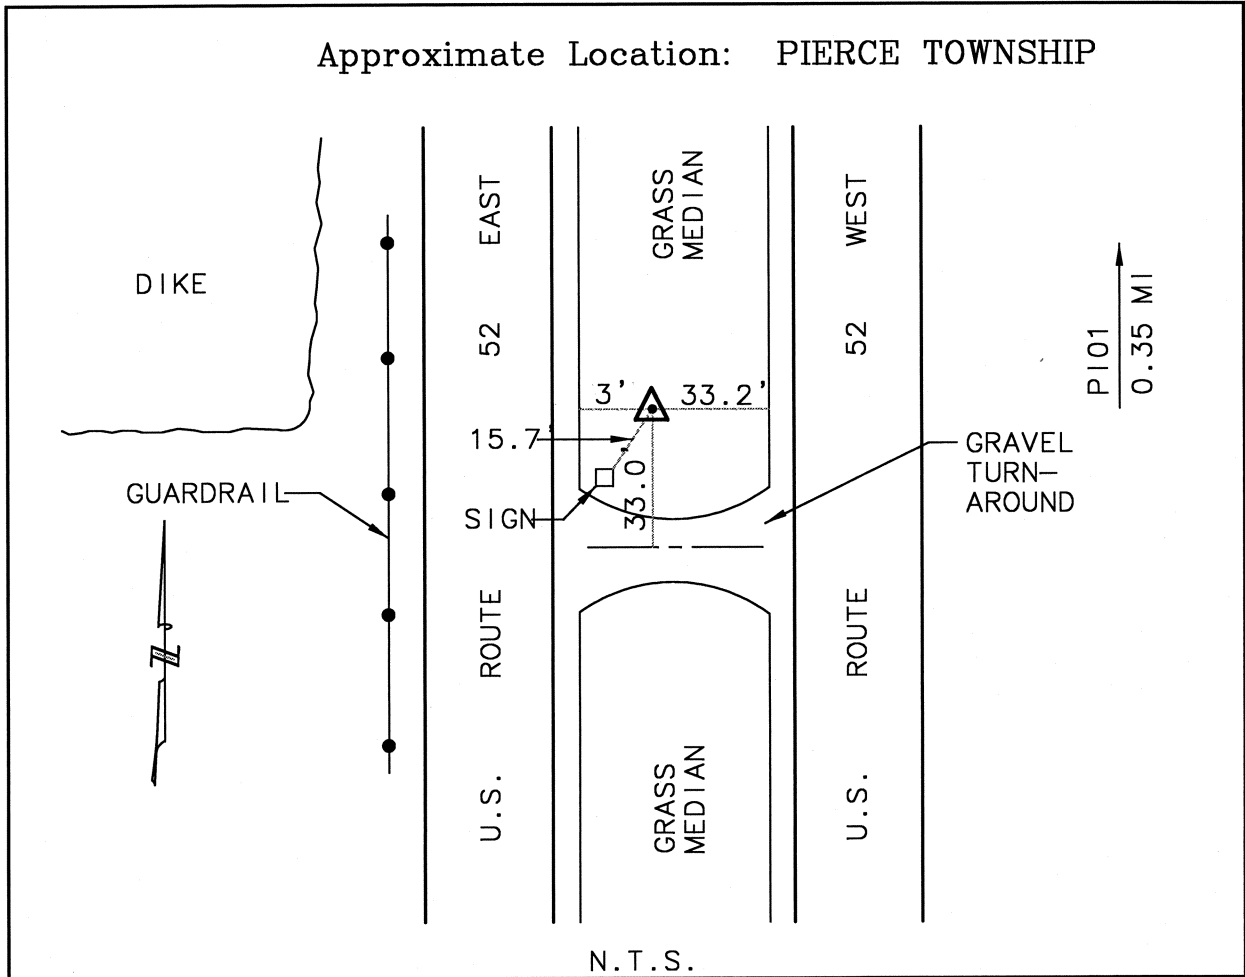 Approximate Location: PIERCE TOWNSHIP
DIKE
EAST
52
ROUTE
U.S.
GRASS
MEDIAN
WEST
52
ROUTE
U.S.
PI01
0.35 MI
3'
33.2'
15.7'
33.0'
GUARDRAIL
SIGN
GRAVEL
TURN-
AROUND
N
GRASS
MEDIAN
N.T.S.